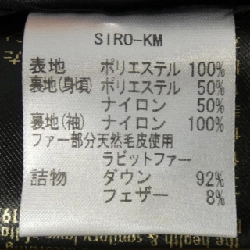 SIRO-KM
表地 ポリエステル 100%
裏地(身頃) ポリエステル 50%
ナイロン 50%
裏地(袖) ナイロン 100%
ファー部分天然毛皮使用
ラビットファー
詰物 ダウン 92%
フェザー 8%